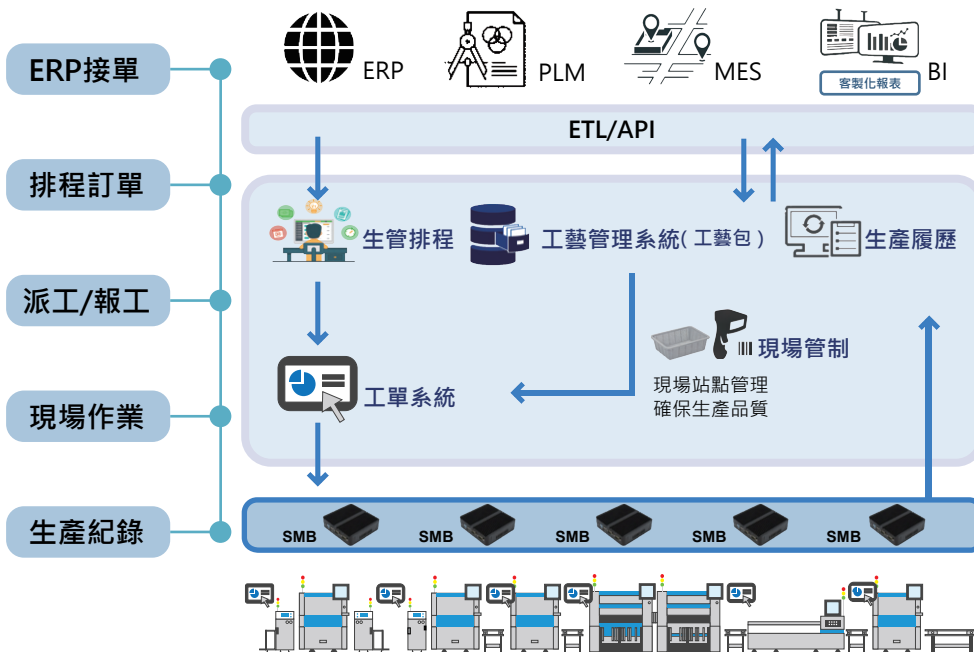 ERP接單
排程訂單
派工/報工
現場作業
生產紀錄
ERP
PLM
MES
BI
客製化報表
ETL/API
生管排程
工藝管理系統(工藝包)
生產履歷
現場管制
現場站點管理
確保生產品質
工單系統
SMB
SMB
SMB
SMB
SMB